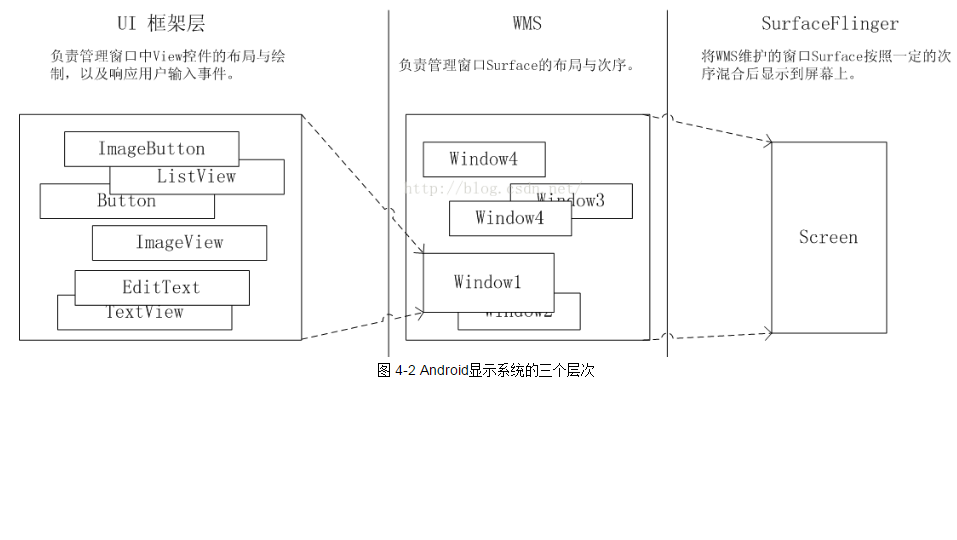 UI 框架层
负责管理窗口中View控件的布局与绘
制，以及响应用户输入事件。
WMS
负责管理窗口Surface的布局与次序。
SurfaceFlinger
将WMS维护的窗口Surface按照一定的次
序混合后显示到屏幕上。
ImageButton
ListView
Button
ImageView
EditText
TextView
Window4
http://blog.csdn.net/
Window3
Window4
Window1
Window2
Screen
图 4-2 Android显示系统的三个层次